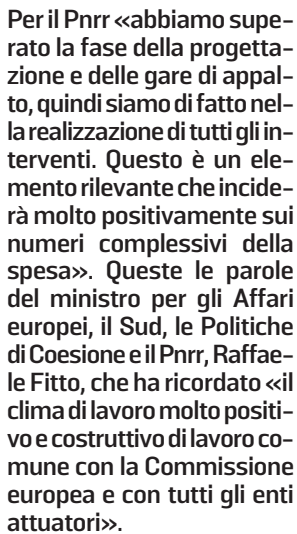 Per il Pnrr «abbiamo supe-
rato la fase della progetta-
zione e delle gare di appal-
to, quindi siamo di fatto nel-
la realizzazione di tutti gli in-
terventi. Questo è un ele-
mento rilevante che incide-
rà molto positivamente sui
numeri complessivi della
spesa». Queste le parole
del ministro per gli Affari
europei, il Sud, le Politiche
di Coesione e il Pnrr, Raffae-
le Fitto, che ha ricordato «il
clima di lavoro molto positi-
vo e costruttivo di lavoro co-
mune con la Commissione
europea e con tutti gli enti
attuatori».